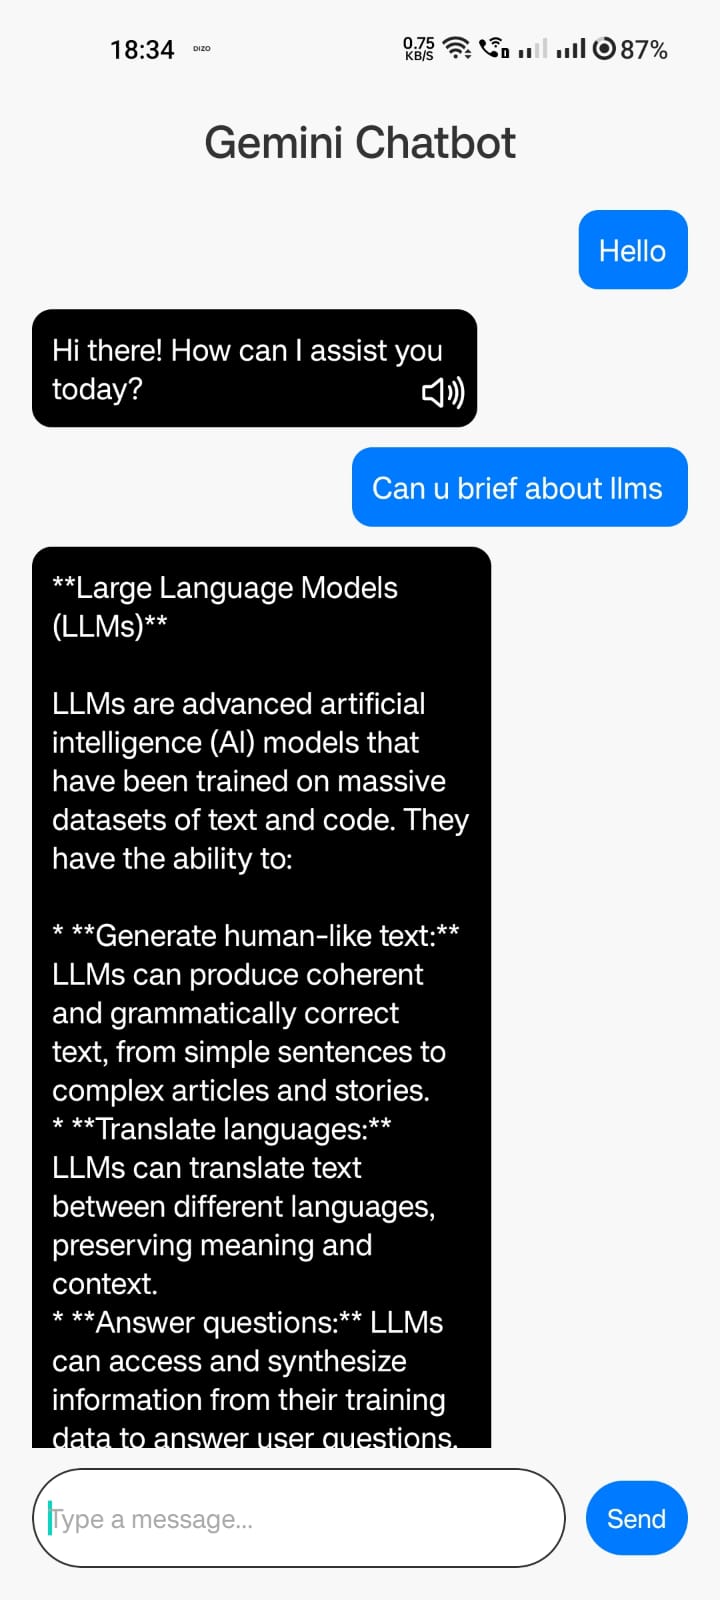 18:34 DIZO 0.75 KB/S 87%
Gemini Chatbot
Hello
Hi there! How can I assist you
today?
Can u brief about llms
**Large Language Models
(LLMs)**
LLMs are advanced artificial
intelligence (AI) models that
have been trained on massive
datasets of text and code. They
have the ability to:
* **Generate human-like text:**
LLMs can produce coherent
and grammatically correct
text, from simple sentences to
complex articles and stories.
* **Translate languages:**
LLMs can translate text
between different languages,
preserving meaning and
context.
* **Answer questions:** LLMs
can access and synthesize
information from their training
data to answer user questions.
Type a message...
Send